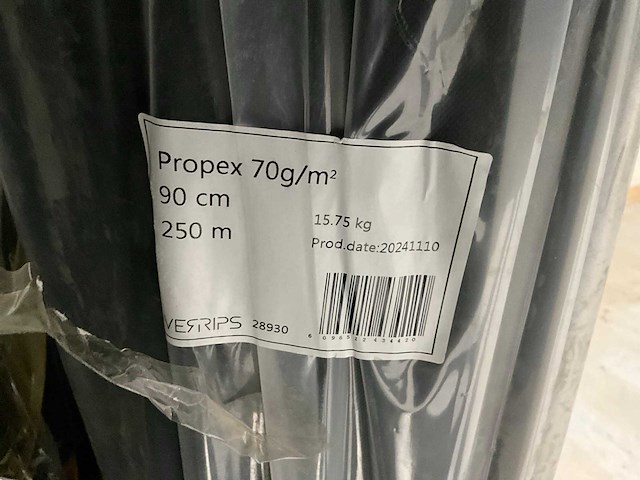 Propex 70g/m²
90 cm
250 m
15.75 kg
Prod.date:20241110
VERRIPS 28930